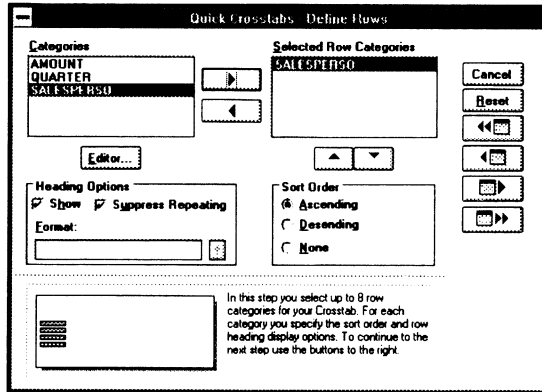 Quick Crosstabs - Define Rows
Categories
AMOUNT
QUARTER
SALESPERSO
Editor...
Heading Options
Show Suppress Repeating
Format:
Selected Row Categories
SALESPERSO
Sort Order
Ascending
Desending
None
Cancel
Reset
In this step you select up to 8 row
categories for your Crosstab. For each
category you specify the sort order and row
heading display options. To continue to the
next step use the buttons to the right.